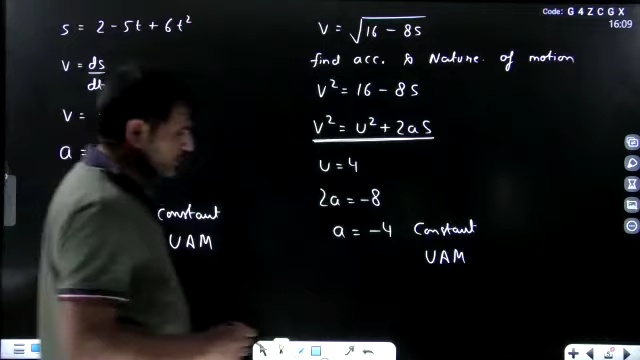 Code: G4ZCGX
16:09
s = 2 - 5t + 6t²
v = ds/dt
v =
a =
Constant
UAM
v = √16 - 8s
find acc. & Nature of motion
v² = 16 - 8s
v² = u² + 2as
u = 4
2a = -8
a = -4 Constant
UAM